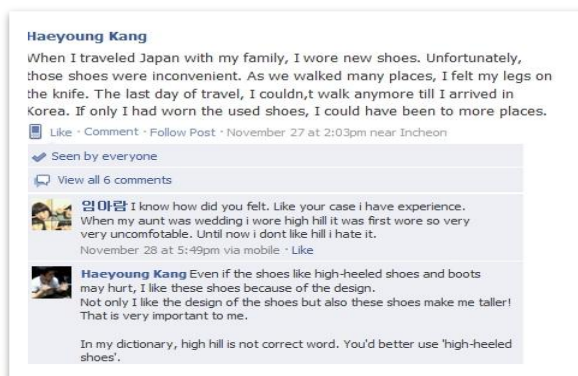 Haeyoung Kang
When I traveled Japan with my family, I wore new shoes. Unfortunately,
those shoes were inconvenient. As we walked many places, I felt my legs on
the knife. The last day of travel, I couldn,t walk anymore till I arrived in
Korea. If only I had worn the used shoes, I could have been to more places.
Like · Comment · Follow Post · November 27 at 2:03pm near Incheon
Seen by everyone
View all 6 comments
임아람 I know how did you felt. Like your case i have experience.
When my aunt was wedding i wore high hill it was first wore so very
very uncomfotable. Until now i dont like hill i hate it.
November 28 at 5:49pm via mobile · Like
Haeyoung Kang Even if the shoes like high-heeled shoes and boots
may hurt, I like these shoes because of the design.
Not only I like the design of the shoes but also these shoes make me taller!
That is very important to me.
In my dictionary, high hill is not correct word. You'd better use 'high-heeled
shoes'.